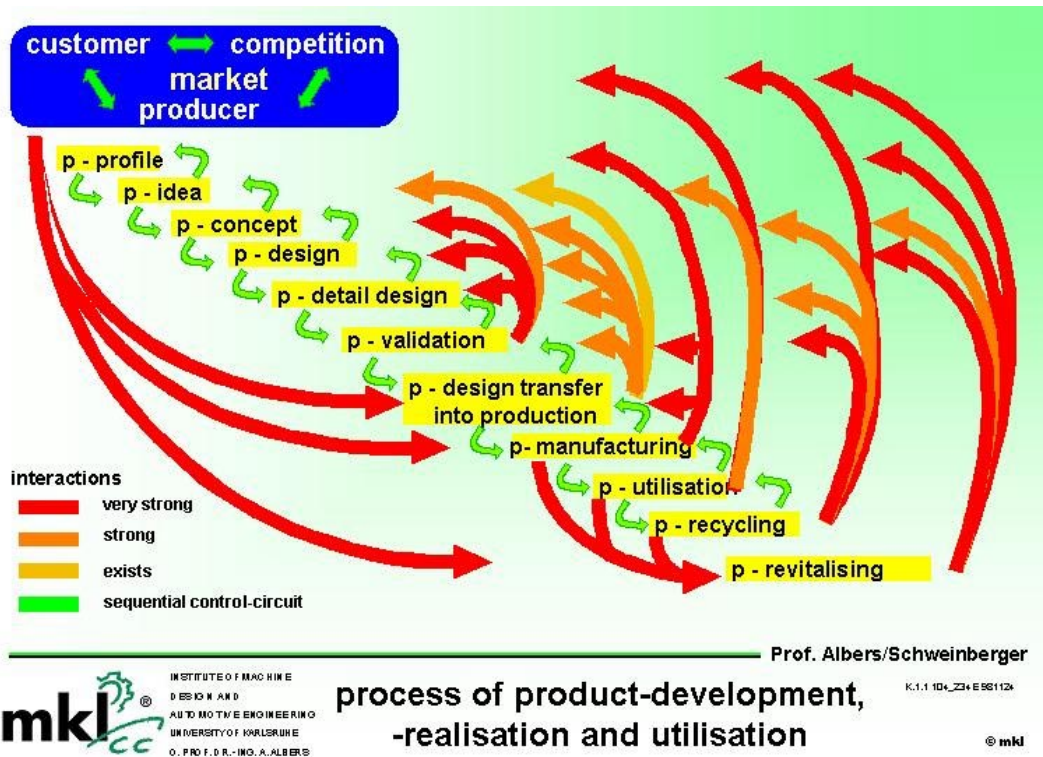 customer competition
market
producer
p - profile
p - idea
p - concept
p - design
p - detail design
p - validation
p - design transfer
into production
p- manufacturing
p - utilisation
p - recycling
p - revitalising
interactions
very strong
strong
exists
sequential control-circuit
Prof. Albers/Schweinberger
mkl ®
cc
INSTITUTE OF MACHINE
DESIGN AND
AUTOMOTIVE ENGINEERING
UNIVERSITY OF KARLSRUHE
O. PROF. DR.-ING. A. ALBERS
process of product-development,
-realisation and utilisation
© mkl